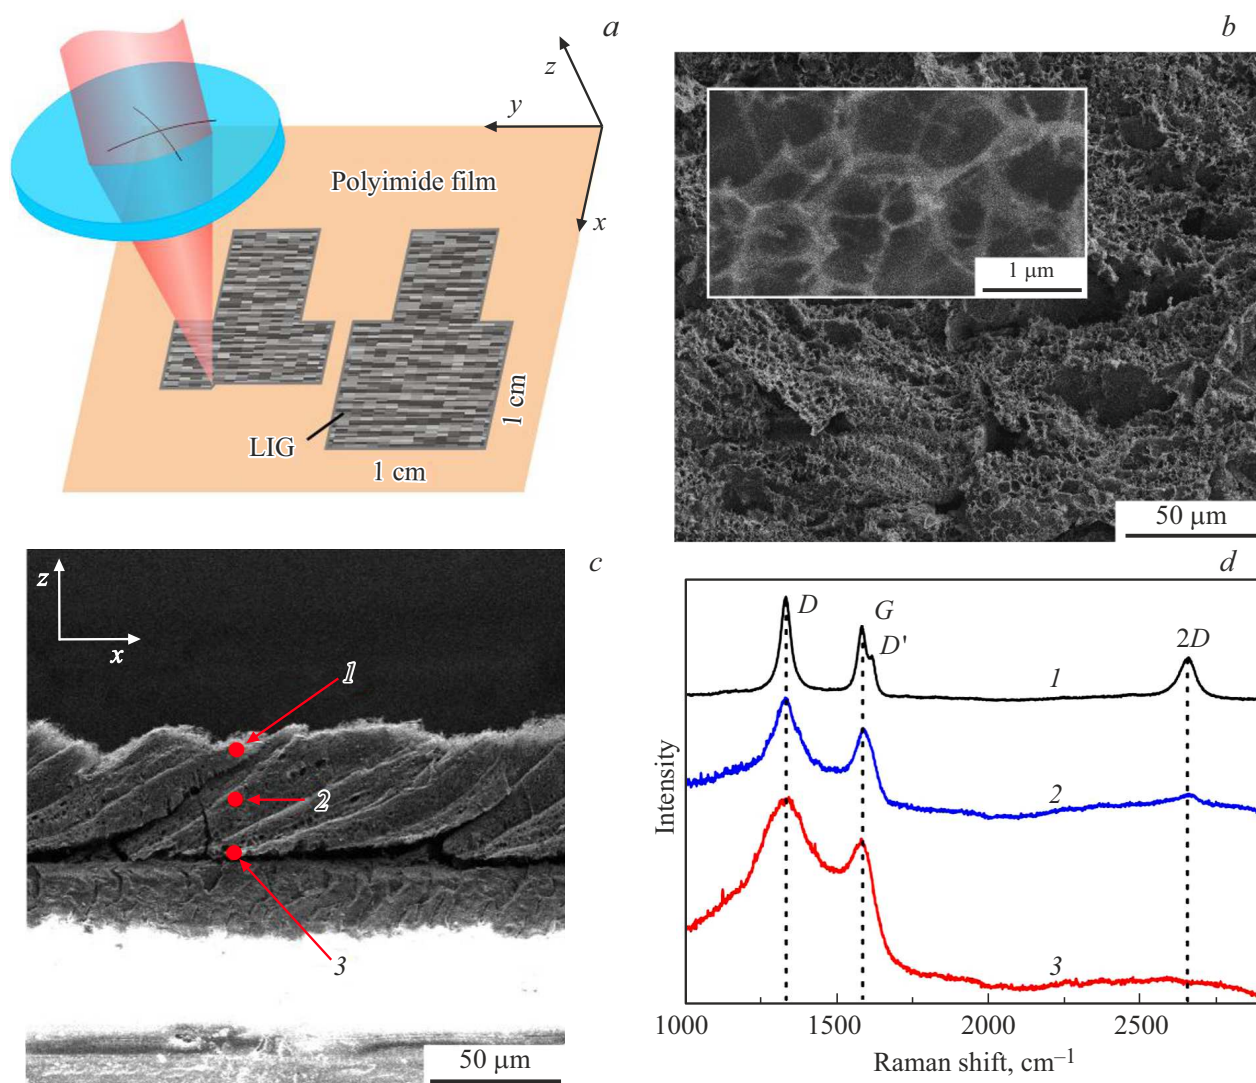 a
z
y
Polyimide film
x
LIG
1 cm
1 cm
b
1 μm
50 μm
c
z
x
1
2
3
50 μm
d
D
G
D'
2D
1
2
3
Intensity
1000
1500
2000
2500
Raman shift, cm⁻¹